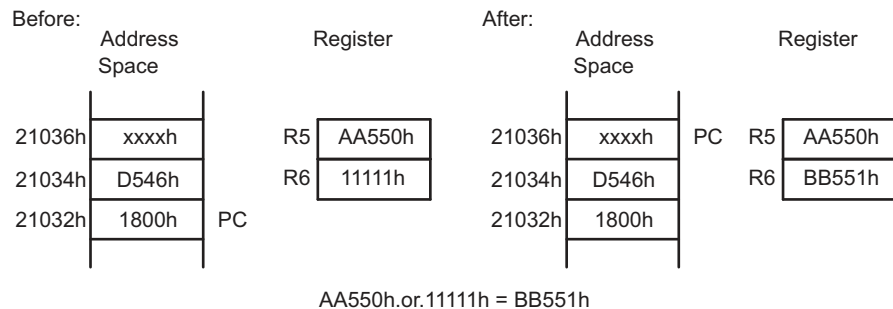 Before: After:
Address Register Address Register
Space Space
21036h xxxxh R5 AA550h 21036h xxxxh PC R5 AA550h
21034h D546h R6 11111h 21034h D546h R6 BB551h
21032h 1800h PC 21032h 1800h
AA550h.or.11111h = BB551h